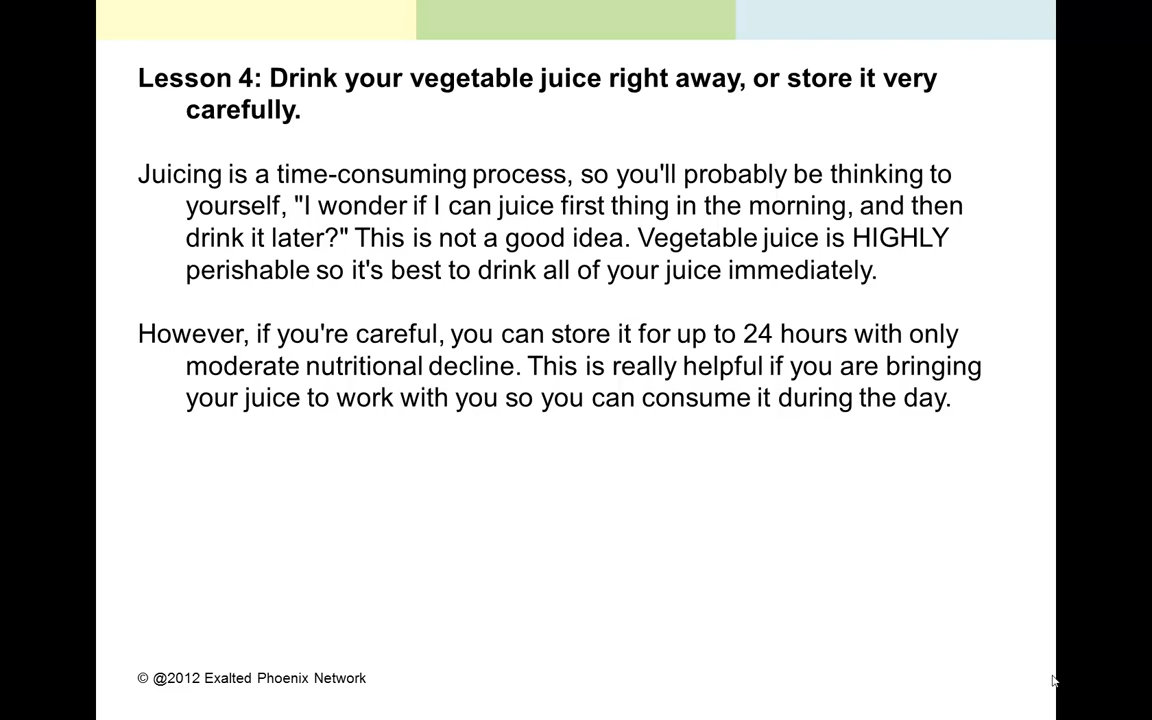 Lesson 4: Drink your vegetable juice right away, or store it very
carefully.
Juicing is a time-consuming process, so you'll probably be thinking to
yourself, "I wonder if I can juice first thing in the morning, and then
drink it later?" This is not a good idea. Vegetable juice is HIGHLY
perishable so it's best to drink all of your juice immediately.
However, if you're careful, you can store it for up to 24 hours with only
moderate nutritional decline. This is really helpful if you are bringing
your juice to work with you so you can consume it during the day.
© @2012 Exalted Phoenix Network